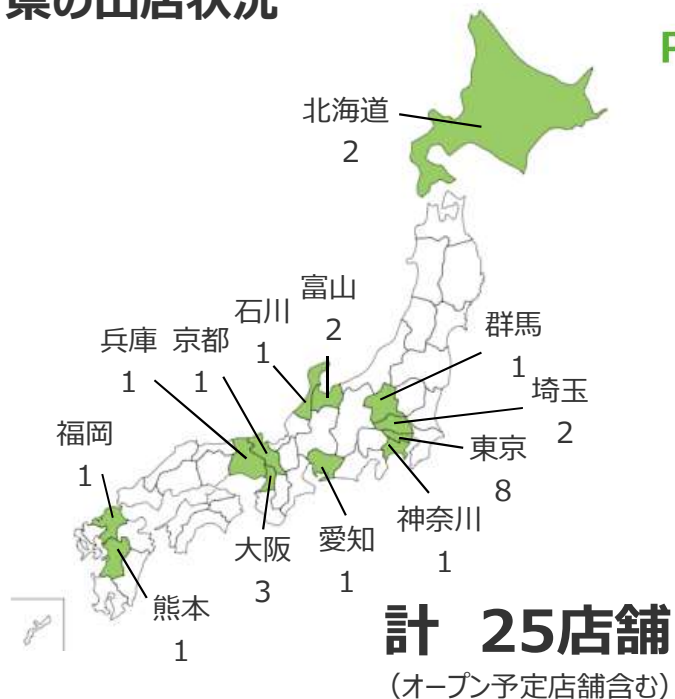 県の出店状況
P
北海道
2
富山
2
石川
1
群馬
1
兵庫
1
京都
1
埼玉
2
福岡
1
東京
8
神奈川
1
大阪
3
愛知
1
熊本
1
計 25店舗
（オープン予定店舗含む）